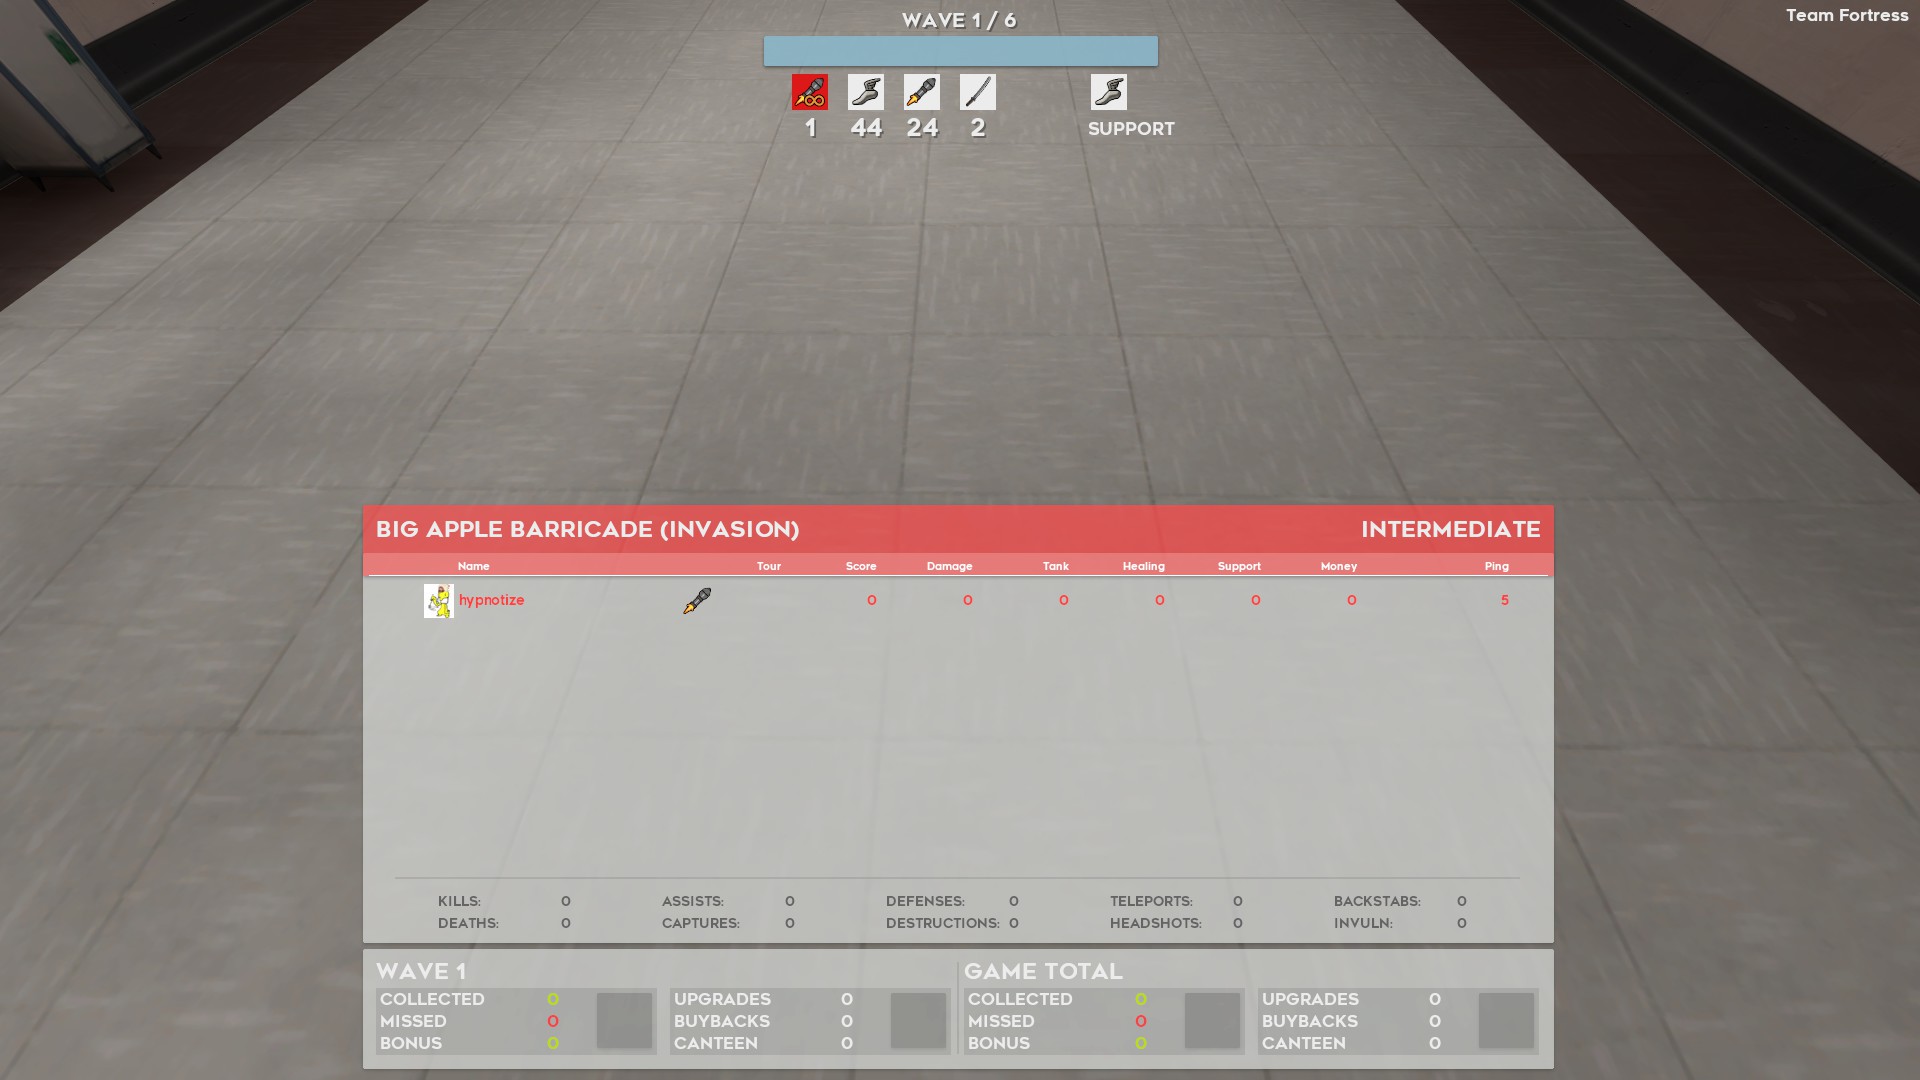 WAVE 1 / 6
Team Fortress
1 44 24 2 SUPPORT
BIG APPLE BARRICADE (INVASION) INTERMEDIATE
Name Tour Score Damage Tank Healing Support Money Ping
hypnotize 0 0 0 0 0 0 5
KILLS: 0 ASSISTS: 0 DEFENSES: 0 TELEPORTS: 0 BACKSTABS: 0
DEATHS: 0 CAPTURES: 0 DESTRUCTIONS: 0 HEADSHOTS: 0 INVULN: 0
WAVE 1 GAME TOTAL
COLLECTED 0 UPGRADES 0 COLLECTED 0 UPGRADES 0
MISSED 0 BUYBACKS 0 MISSED 0 BUYBACKS 0
BONUS 0 CANTEEN 0 BONUS 0 CANTEEN 0